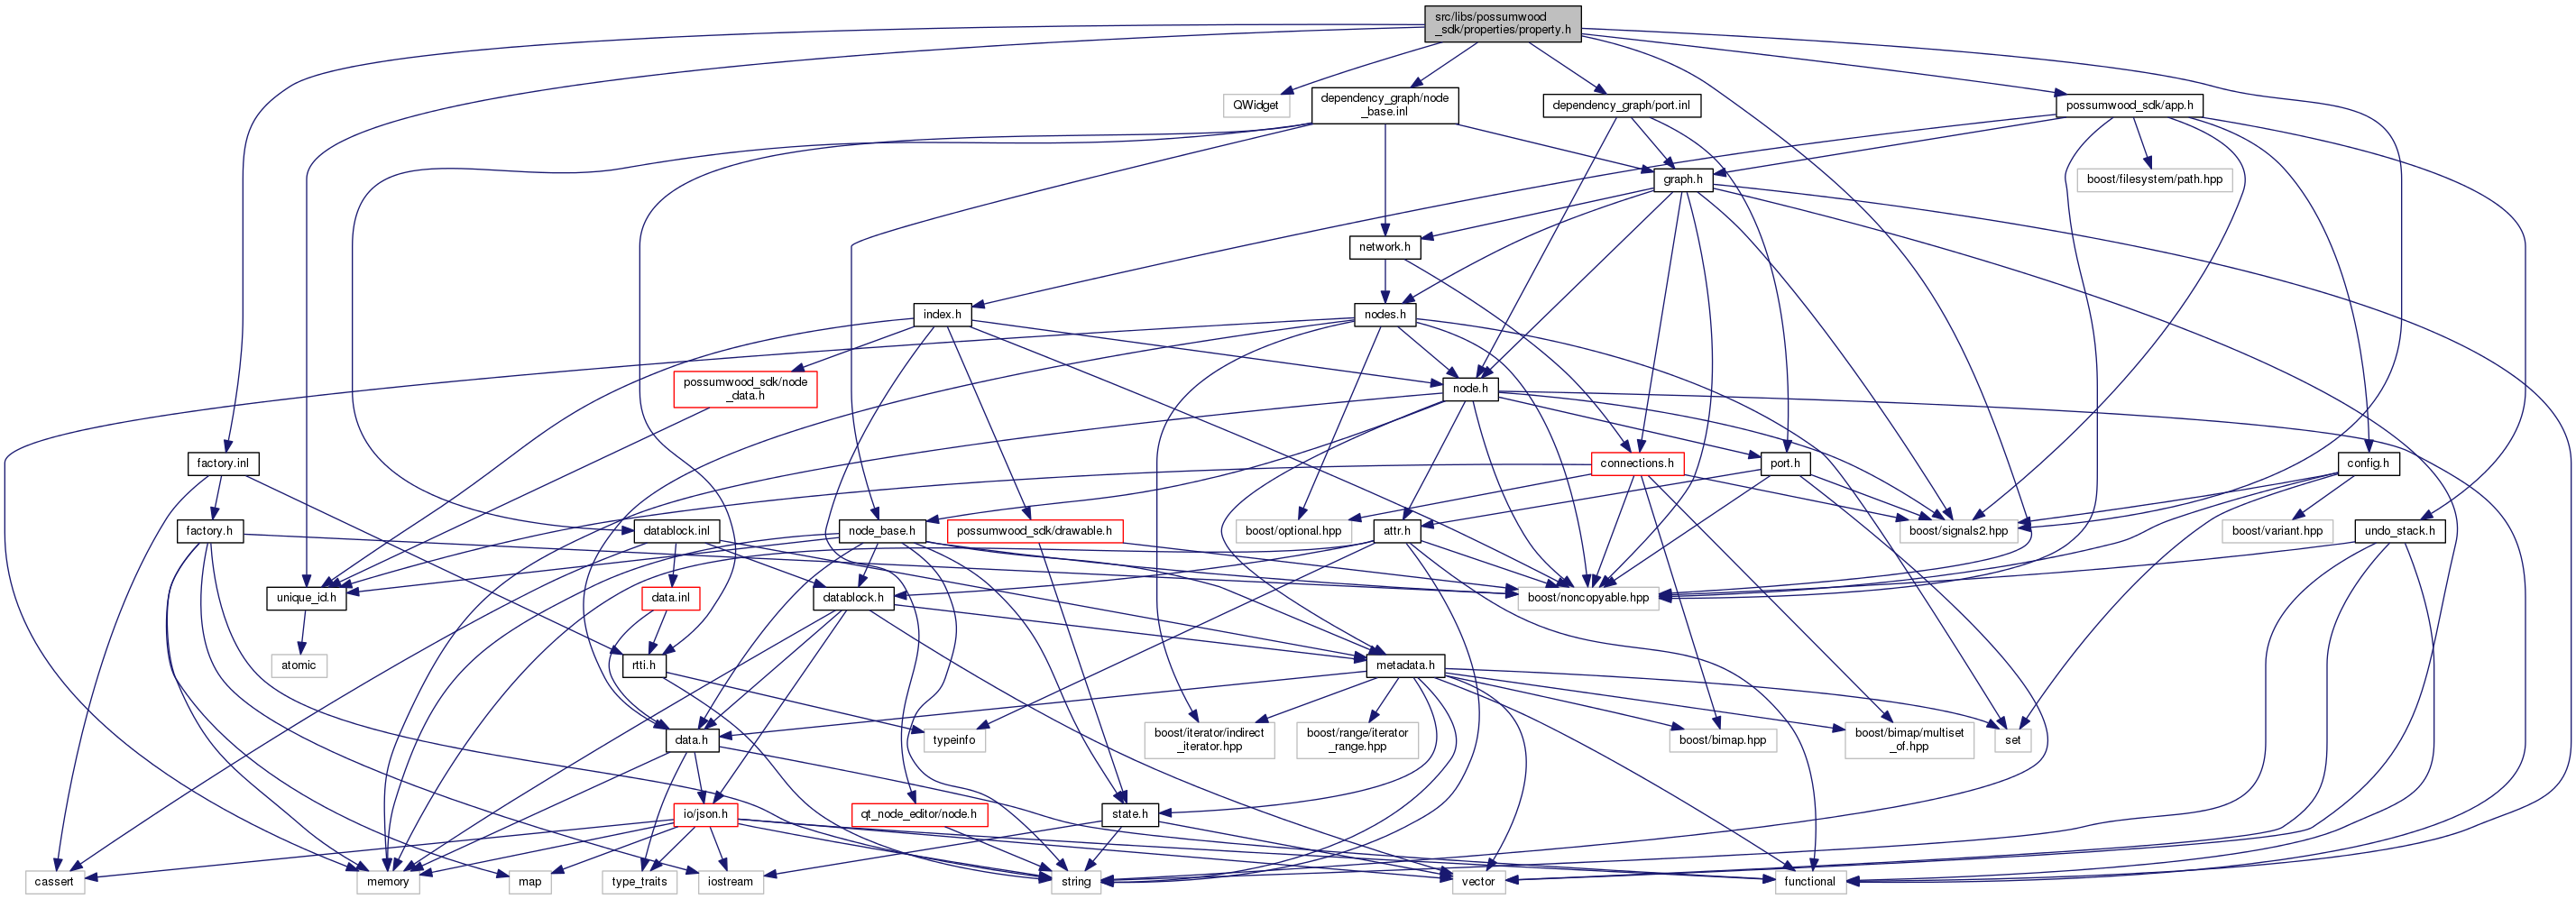 src/libs/possumwood
_sdk/properties/property.h
QWidget
dependency_graph/node
_base.inl
dependency_graph/port.inl
possumwood_sdk/app.h
graph.h
boost/filesystem/path.hpp
network.h
index.h
nodes.h
possumwood_sdk/node
_data.h
node.h
factory.inl
connections.h
port.h
config.h
factory.h
datablock.inl
node_base.h
possumwood_sdk/drawable.h
boost/optional.hpp
attr.h
boost/signals2.hpp
boost/variant.hpp
undo_stack.h
unique_id.h
data.inl
datablock.h
boost/noncopyable.hpp
atomic
rtti.h
metadata.h
data.h
typeinfo
boost/iterator/indirect
_iterator.hpp
boost/range/iterator
_range.hpp
boost/bimap.hpp
boost/bimap/multiset
_of.hpp
set
io/json.h
qt_node_editor/node.h
state.h
cassert
memory
map
type_traits
iostream
string
vector
functional